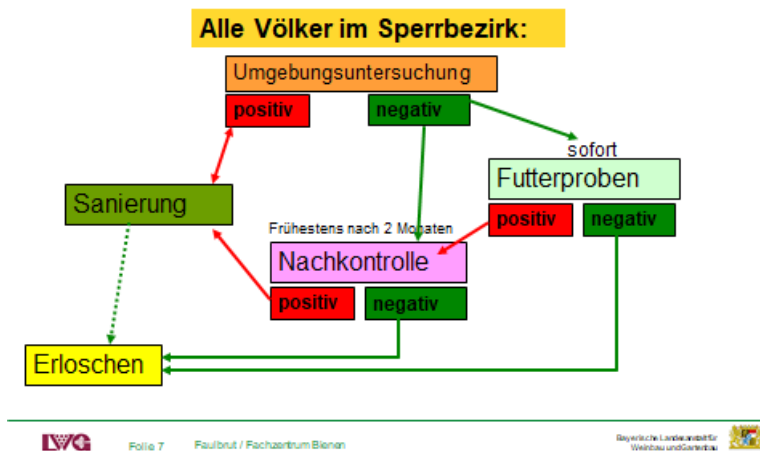 Alle Völker im Sperrbezirk:
Umgebungsuntersuchung
positiv
negativ
sofort
Futterproben
positiv
negativ
Sanierung
Frühestens nach 2 Monaten
Nachkontrolle
positiv
negativ
Erloschen
LWG
Folie 7
Faulbrut / Fachzentrum Bienen
Bayerische Landesanstalt für
Weinbau und Gartenbau